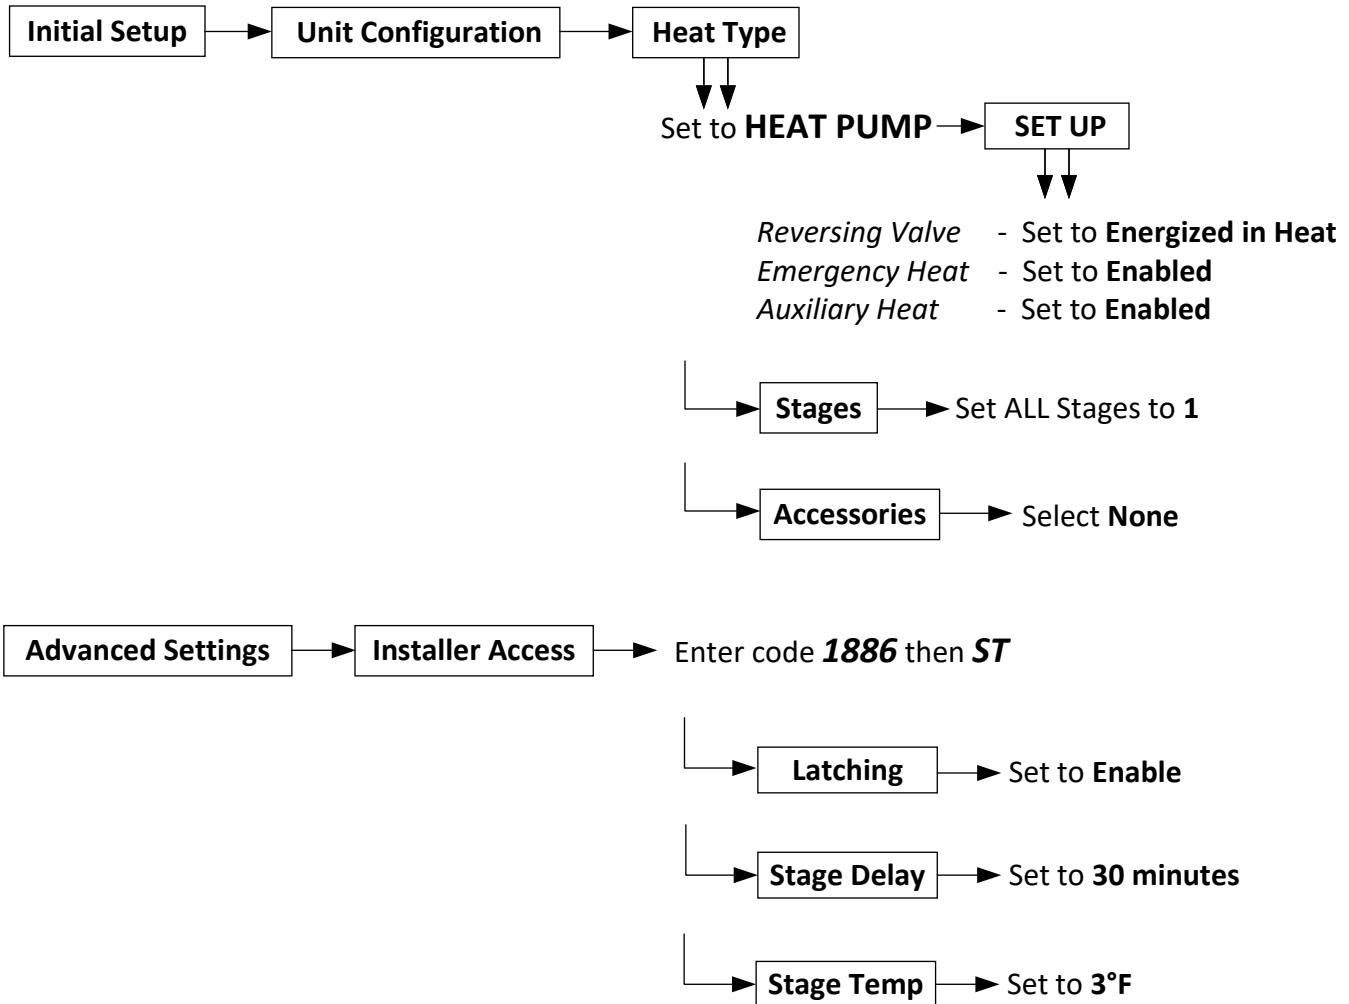 Initial Setup Unit Configuration Heat Type
Set to HEAT PUMP SET UP
Reversing Valve - Set to Energized in Heat
Emergency Heat - Set to Enabled
Auxiliary Heat - Set to Enabled
Stages Set ALL Stages to 1
Accessories Select None
Advanced Settings Installer Access Enter code 1886 then ST
Latching Set to Enable
Stage Delay Set to 30 minutes
Stage Temp Set to 3°F